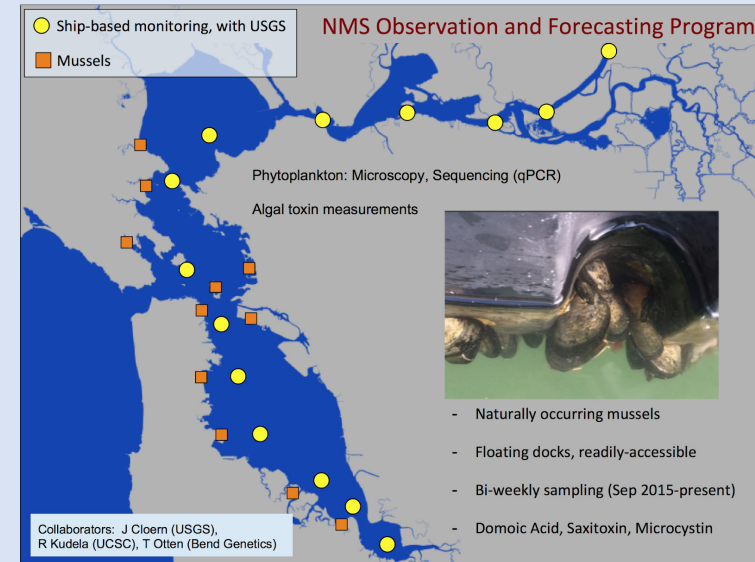 NMS Observation and Forecasting Program
Ship-based monitoring, with USGS
Mussels
Phytoplankton: Microscopy, Sequencing (qPCR)
Algal toxin measurements
- Naturally occurring mussels
- Floating docks, readily-accessible
- Bi-weekly sampling (Sep 2015-present)
- Domoic Acid, Saxitoxin, Microcystin
Collaborators: J Cloern (USGS),
R Kudela (UCSC), T Otten (Bend Genetics)